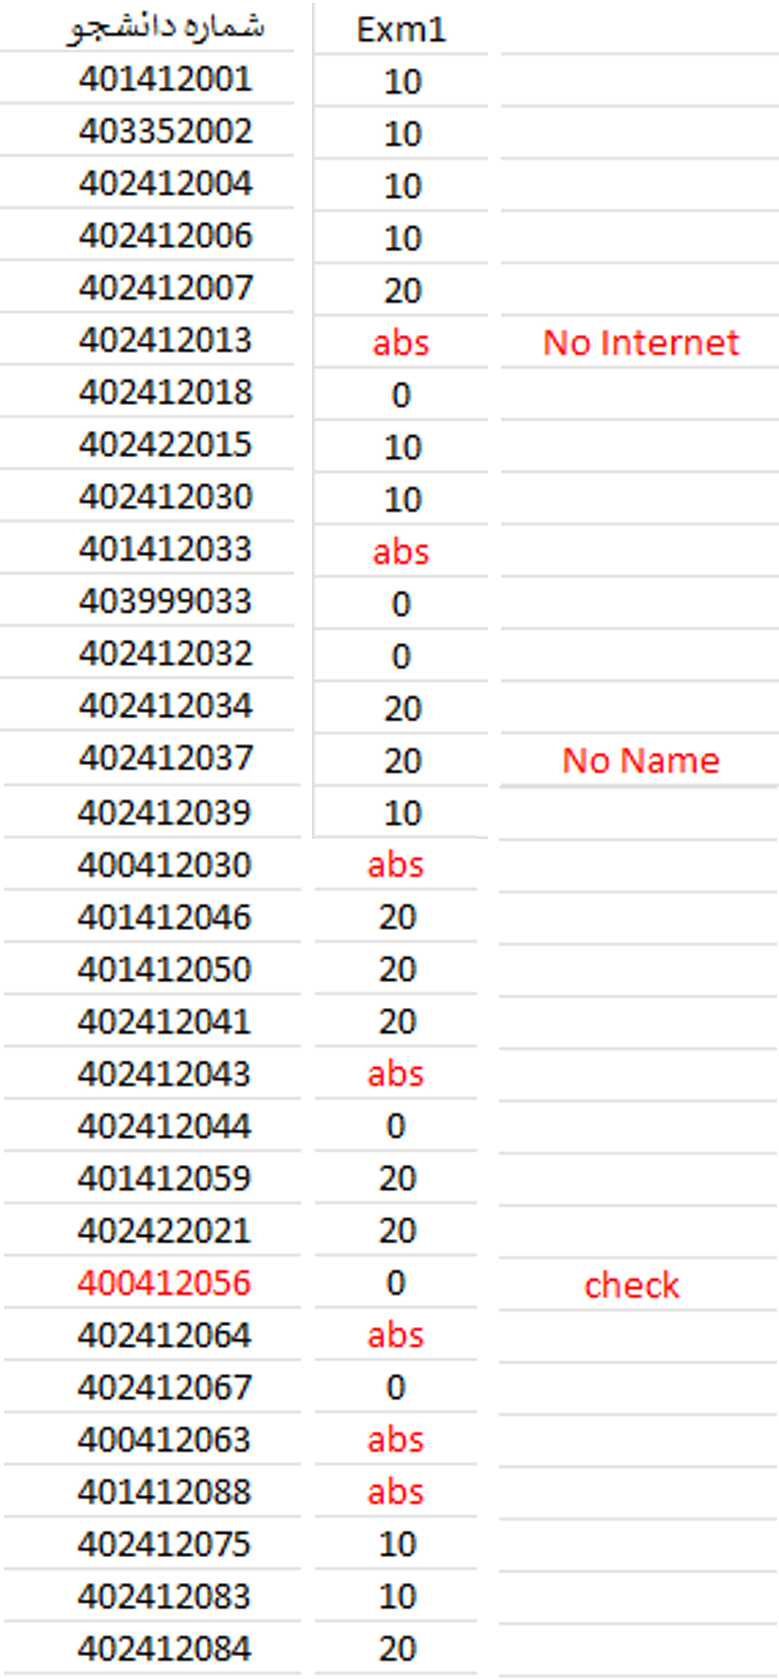 شماره دانشجو Exm1
401412001 10
403352002 10
402412004 10
402412006 10
402412007 20
402412013 abs No Internet
402412018 0
402422015 10
402412030 10
401412033 abs
403999033 0
402412032 0
402412034 20
402412037 20 No Name
402412039 10
400412030 abs
401412046 20
401412050 20
402412041 20
402412043 abs
402412044 0
401412059 20
402422021 20
400412056 0 check
402412064 abs
402412067 0
400412063 abs
401412088 abs
402412075 10
402412083 10
402412084 20